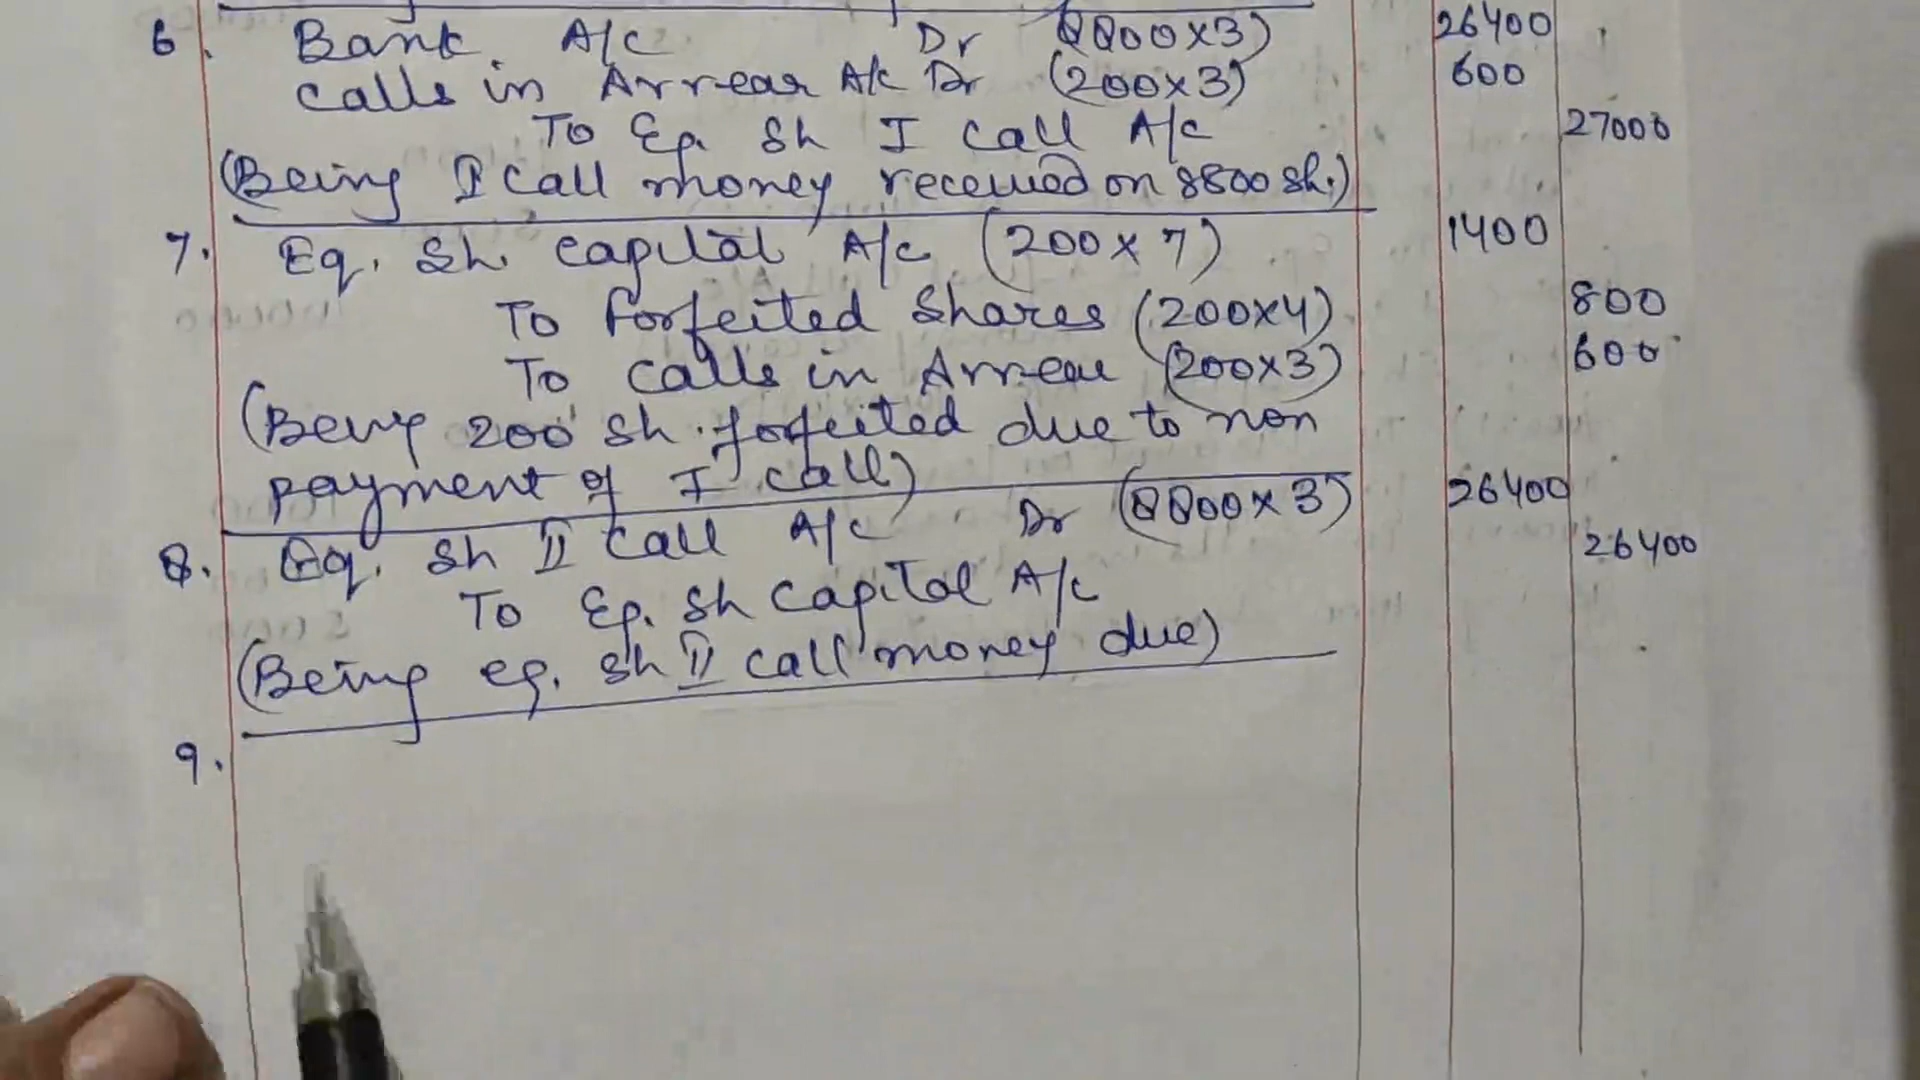 6. Bank A/c Dr (8800x3) 26400
calls in Arrear A/c Dr (200x3) 600
To Eq. Sh I call A/c 27000
(Being I call money received on 8800 sh.)
7. Eq. Sh. capital A/c (200x7) 1400
To forfeited Shares (200x4) 800
To calls in Arrear (200x3) 600
(Being 200 sh. forfeited due to non
payment of I call)
8. Eq. Sh II call A/c Dr (8800x3) 26400
To Eq. Sh capital A/c 26400
(Being eq. sh II call money due)
9.